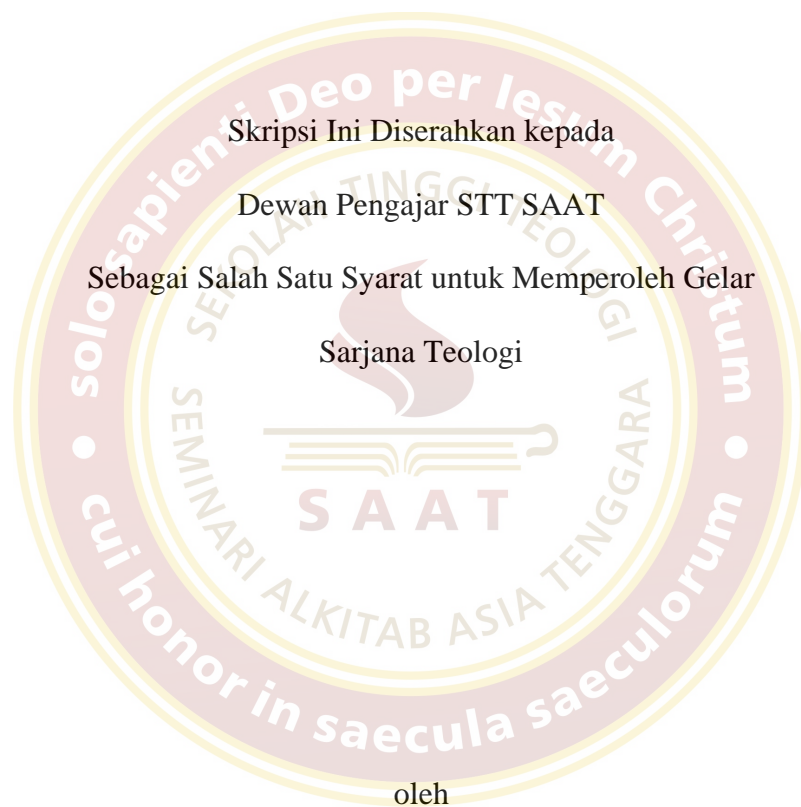 Skripsi Ini Diserahkan kepada
Dewan Pengajar STT SAAT
Sebagai Salah Satu Syarat untuk Memperoleh Gelar
Sarjana Teologi
oleh
solo sapienti Deo per Iesum Christum
cui honor in saecula saeculorum
SEKOLAH TINGGI TEOLOGI
SEMINARI ALKITAB ASIA TENGGARA
SAAT